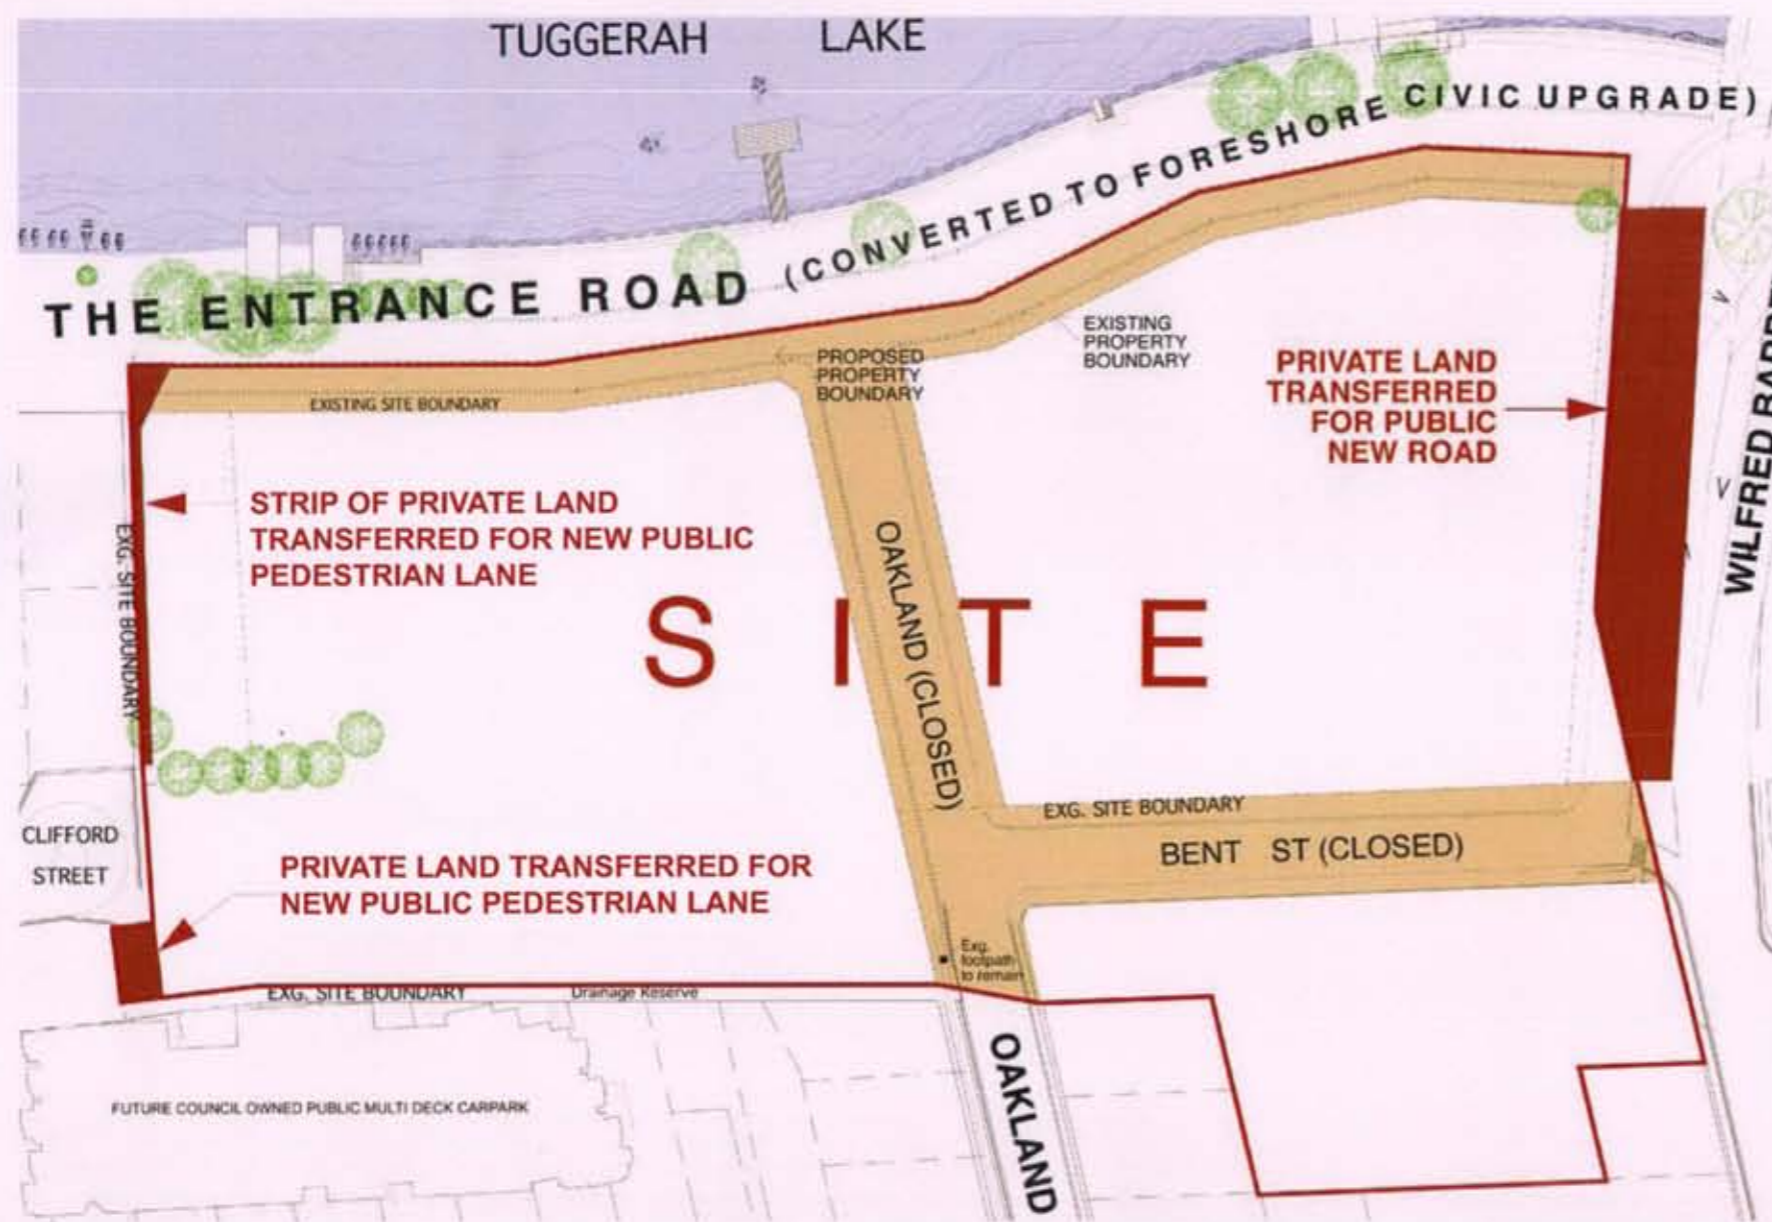 TUGGERAH LAKE
THE ENTRANCE ROAD (CONVERTED TO FORESHORE CIVIC UPGRADE)
EXISTING
PROPERTY
BOUNDARY
PROPOSED
PROPERTY
BOUNDARY
EXISTING SITE BOUNDARY
PRIVATE LAND
TRANSFERRED
FOR PUBLIC
NEW ROAD
WILFRED
STRIP OF PRIVATE LAND
TRANSFERRED FOR NEW PUBLIC
PEDESTRIAN LANE
EXG. SITE BOUNDARY
SITE
OAKLAND (CLOSED)
EXG. SITE BOUNDARY
BENT ST (CLOSED)
CLIFFORD
STREET
PRIVATE LAND TRANSFERRED FOR
NEW PUBLIC PEDESTRIAN LANE
Exg.
footpath
to remain
EXG. SITE BOUNDARY
Drainage Reserve
OAKLAND
FUTURE COUNCIL OWNED PUBLIC MULTI DECK CARPARK